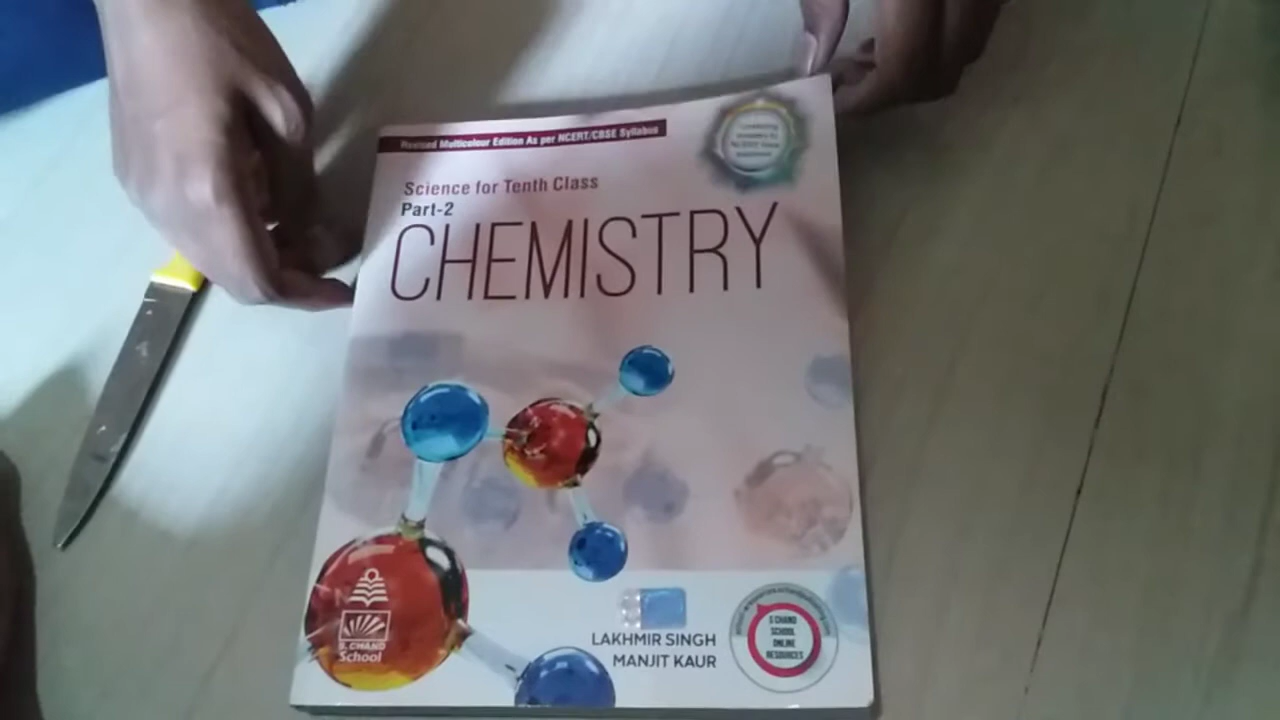 Revised Multicolour Edition As per NCERT/CBSE Syllabus
Science for Tenth Class
Part-2
CHEMISTRY
LAKHMIR SINGH
MANJIT KAUR
S. CHAND
School
S CHAND
SCHOOL
ONLINE
RESOURCES